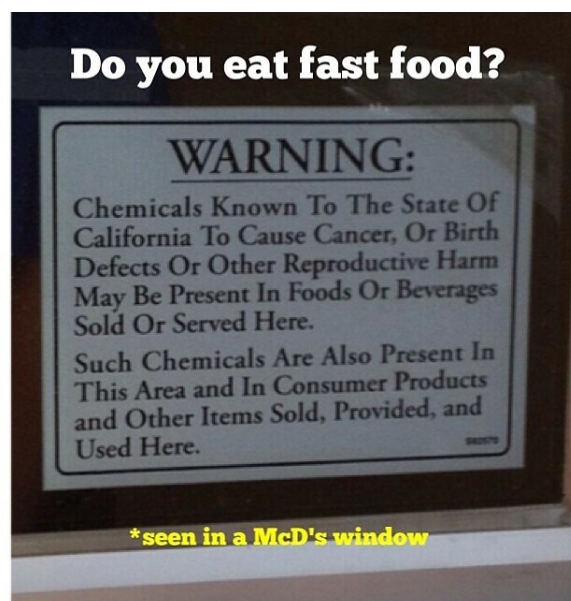 Do you eat fast food?
WARNING:
Chemicals Known To The State Of
California To Cause Cancer, Or Birth
Defects Or Other Reproductive Harm
May Be Present In Foods Or Beverages
Sold Or Served Here.
Such Chemicals Are Also Present In
This Area and In Consumer Products
and Other Items Sold, Provided, and
Used Here.
*seen in a McD's window